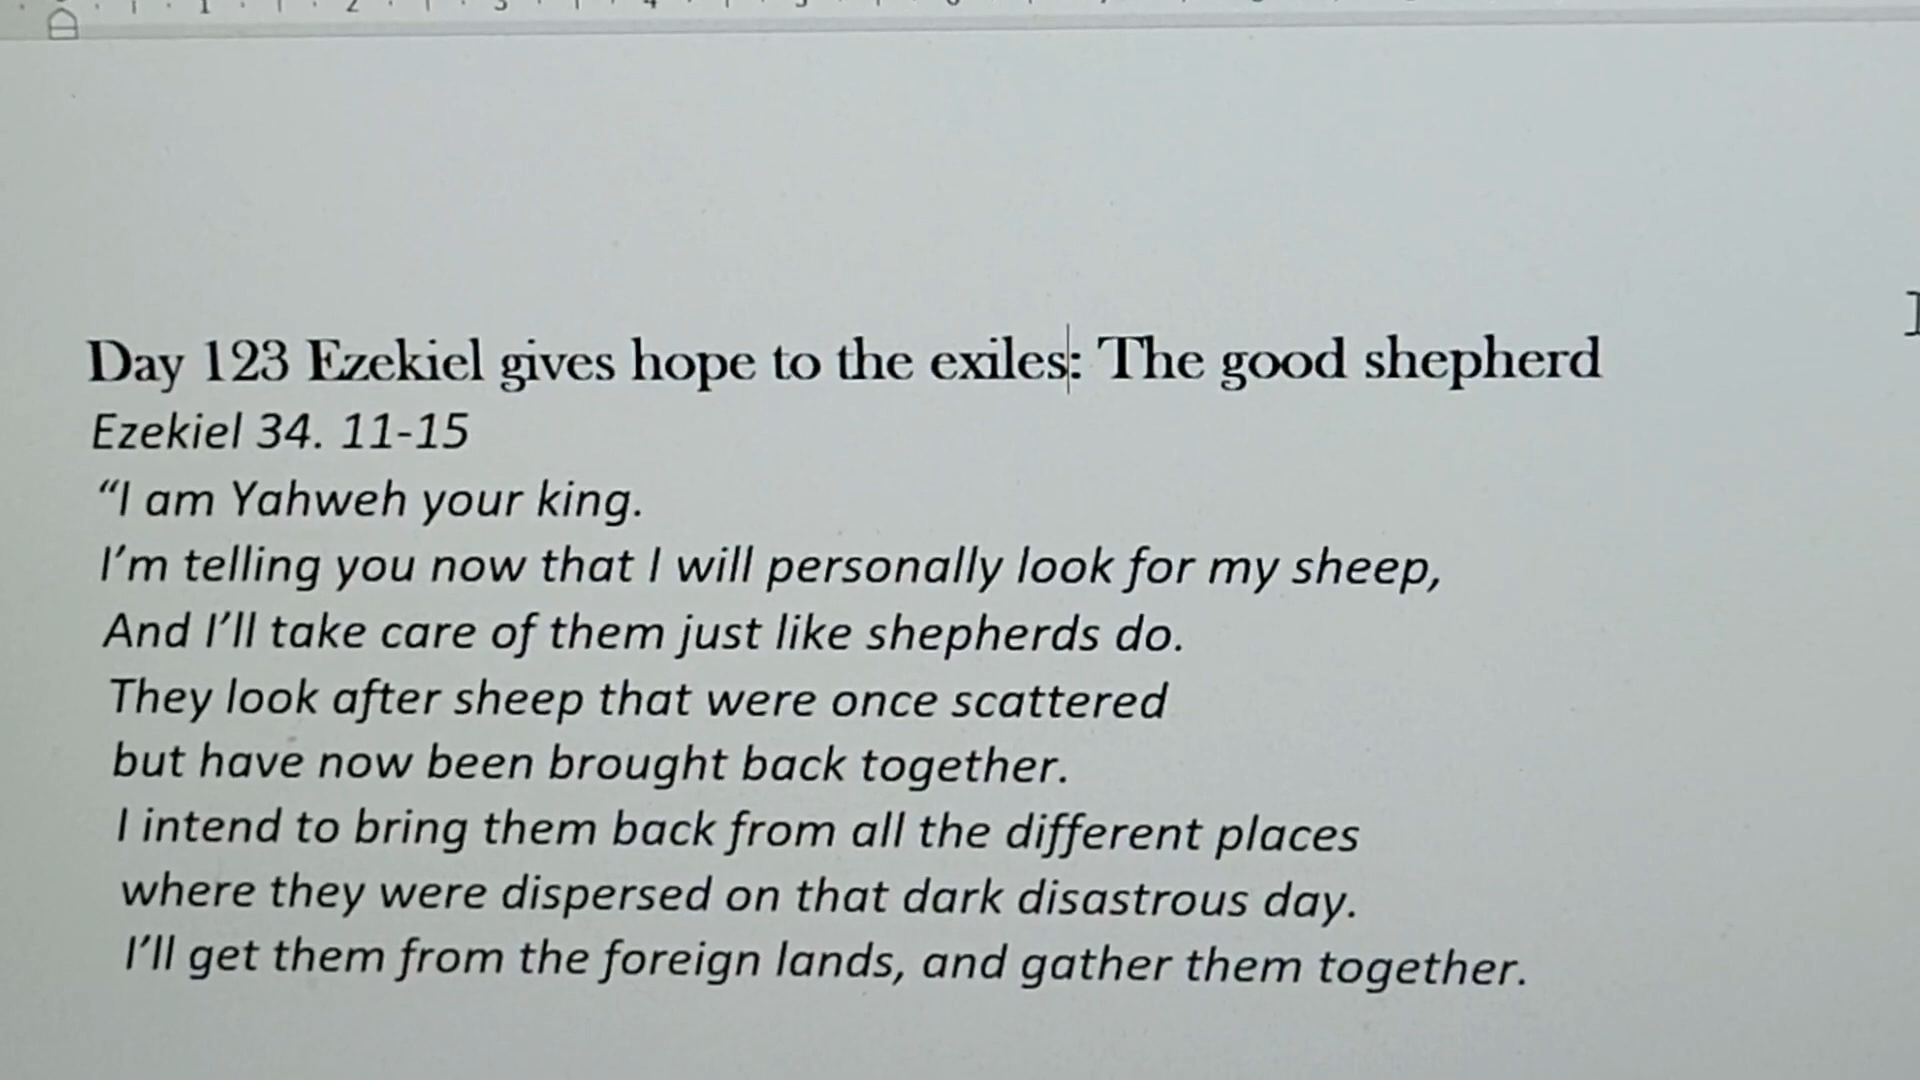 Day 123 Ezekiel gives hope to the exiles: The good shepherd
Ezekiel 34. 11-15
“I am Yahweh your king.
I’m telling you now that I will personally look for my sheep,
And I’ll take care of them just like shepherds do.
They look after sheep that were once scattered
but have now been brought back together.
I intend to bring them back from all the different places
where they were dispersed on that dark disastrous day.
I’ll get them from the foreign lands, and gather them together.